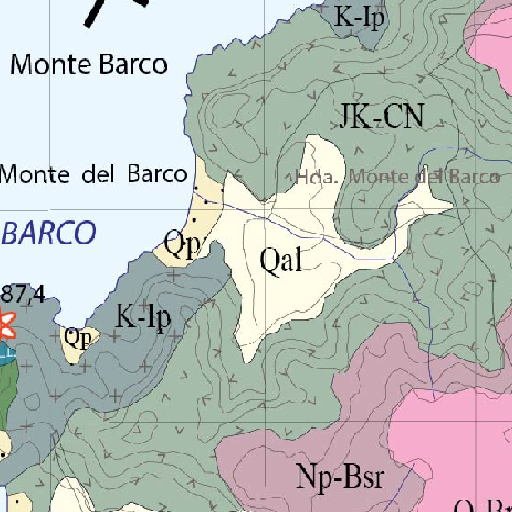 K-Ip
Monte Barco
JK-CN
Monte del Barco
Hda. Monte del Barco
BARCO
Qp
Qal
87,4
K-Ip
Qp
Np-Bsr